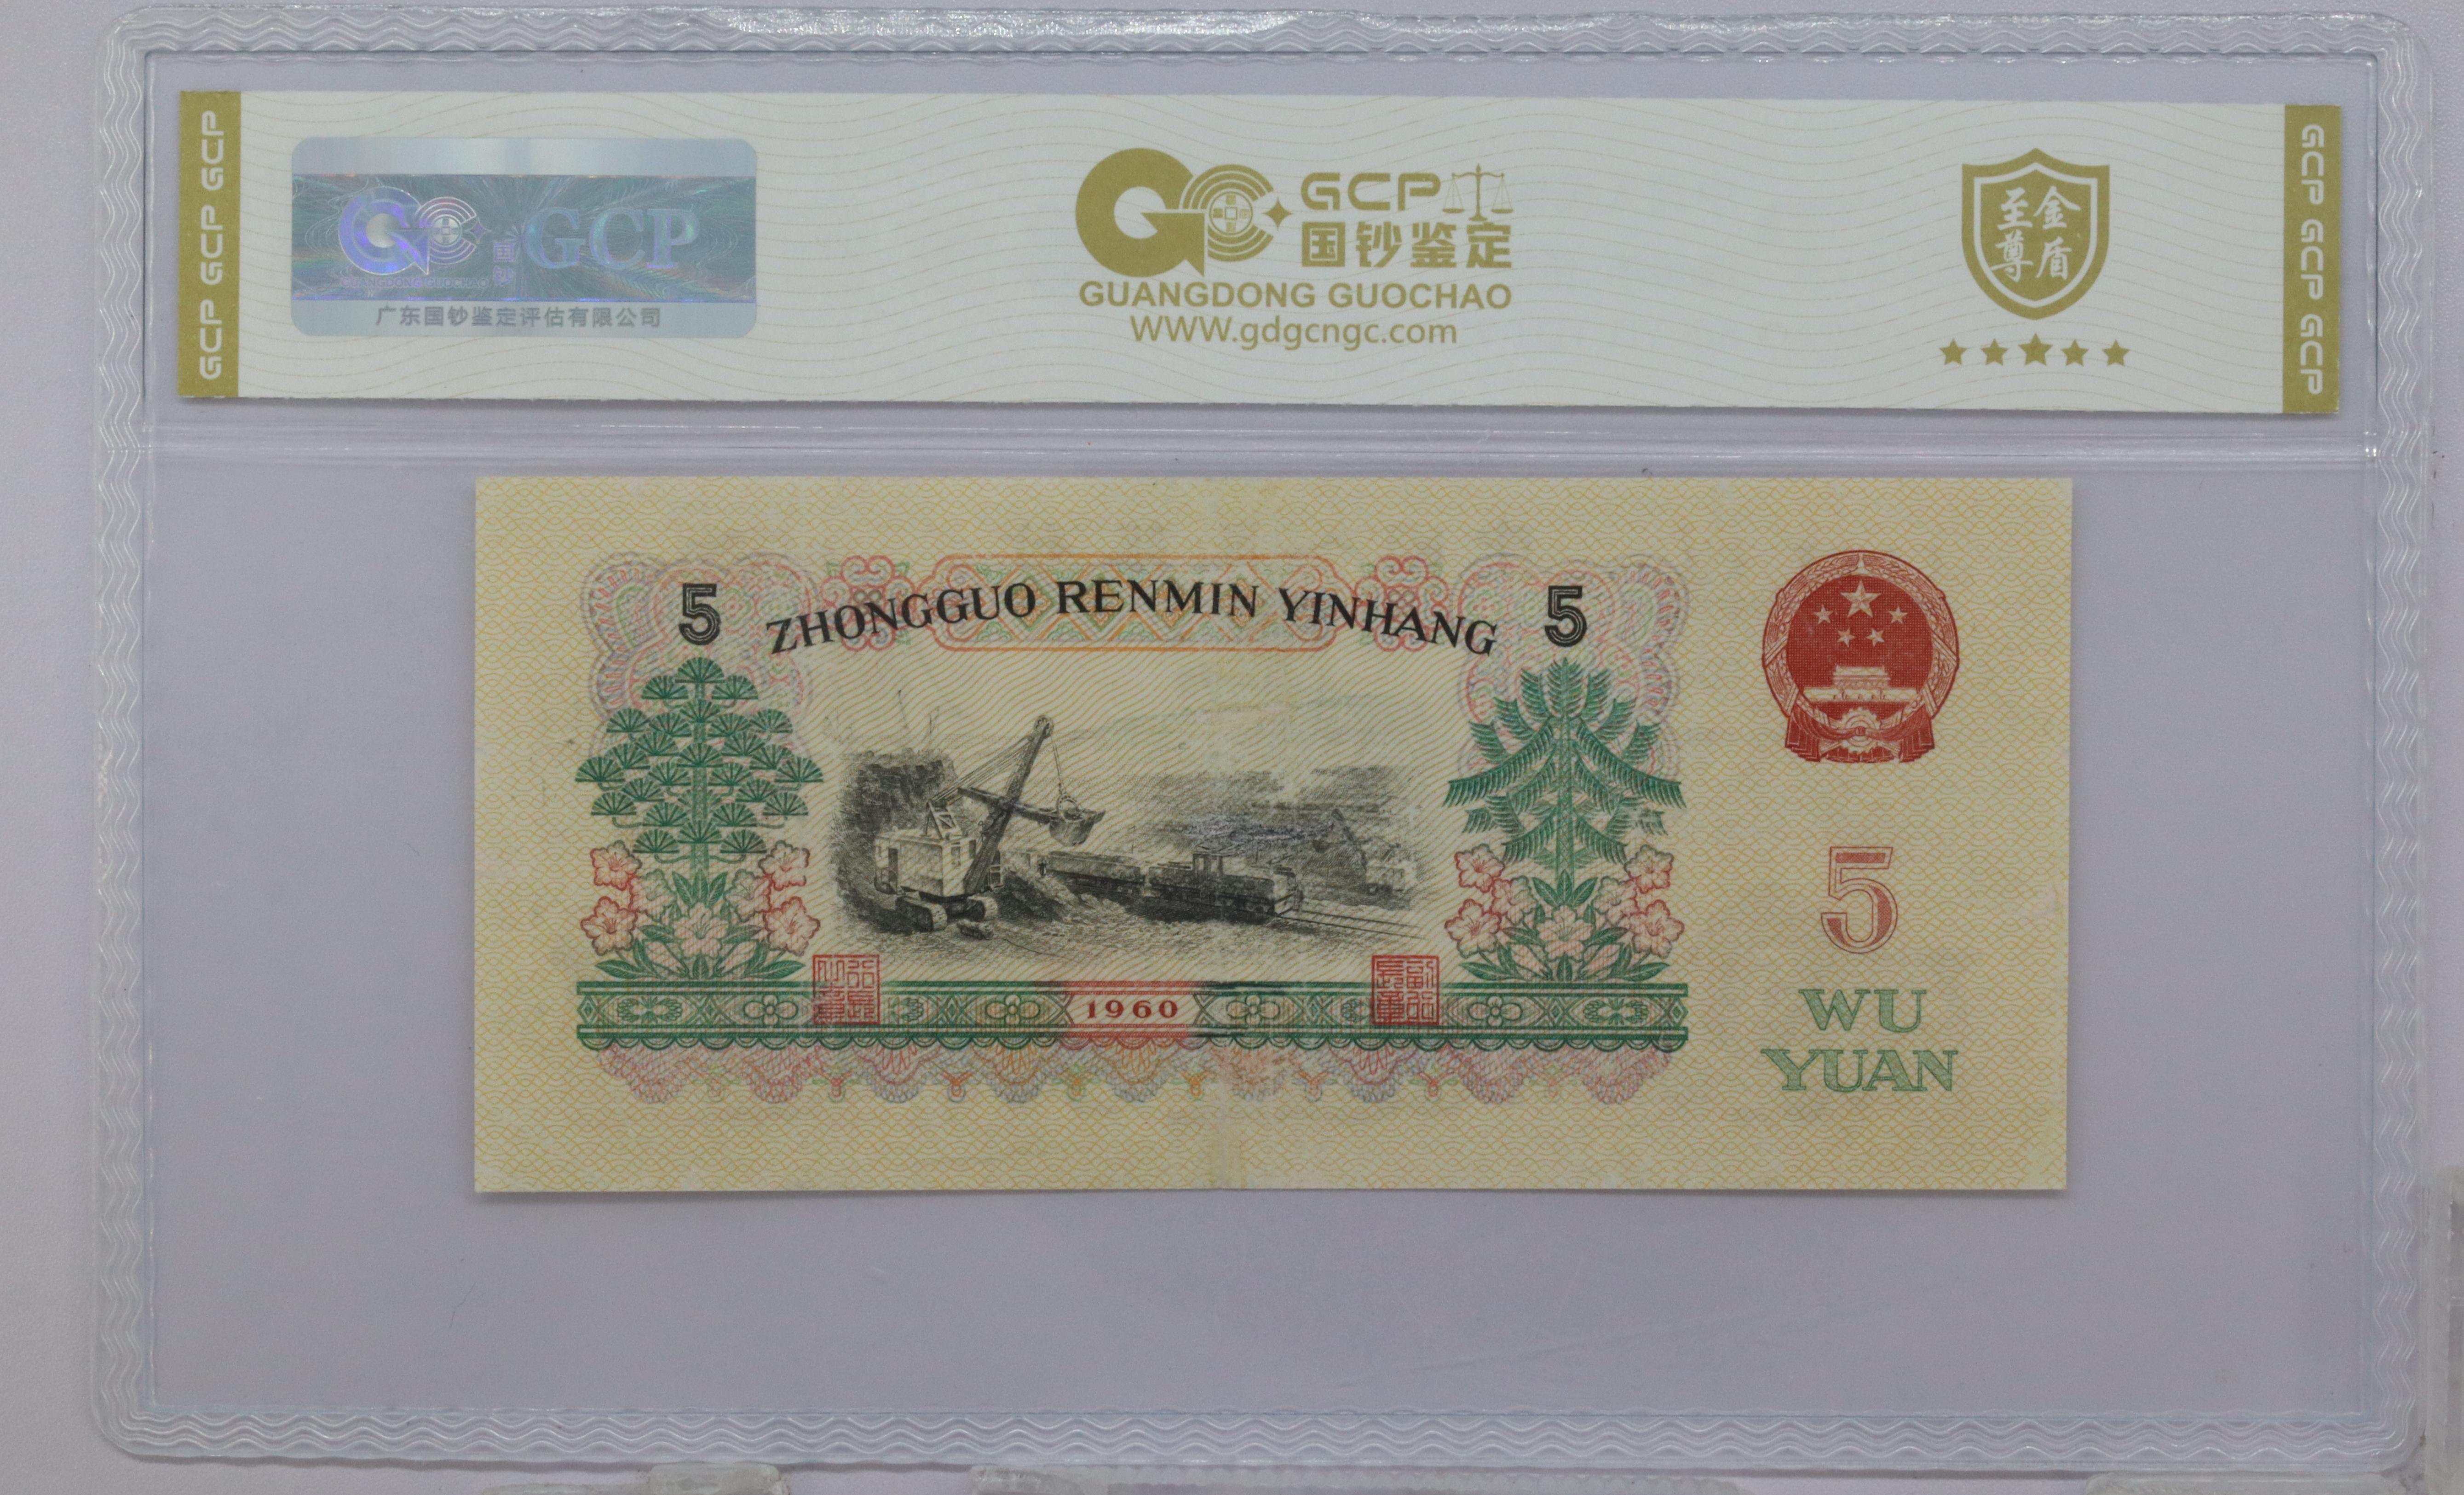 GCP GCP GCP
GCP
GUANGDONG GUOCHAO
国钞
广东国钞鉴定评估有限公司
GCP
国钞鉴定
GUANGDONG GUOCHAO
WWW.gdgcngc.com
至尊金盾
GCP GCP GCP
5 ZHONGGUO RENMIN YINHANG 5
1960
5
WU
YUAN